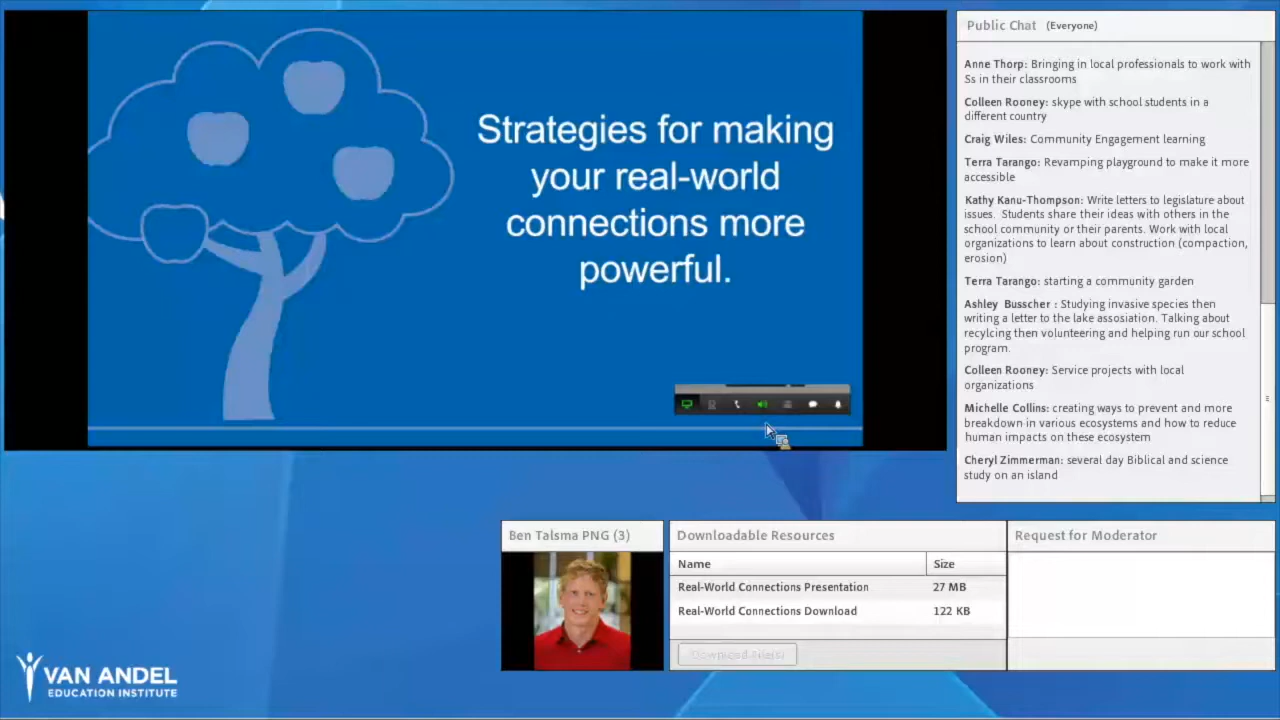 Strategies for making
your real-world
connections more
powerful.
Public Chat (Everyone)
Anne Thorp: Bringing in local professionals to work with
Ss in their classrooms
Colleen Rooney: skype with school students in a
different country
Craig Wiles: Community Engagement learning
Terra Tarango: Revamping playground to make it more
accessible
Kathy Kanu-Thompson: Write letters to legislature about
issues. Students share their ideas with others in the
school community or their parents. Work with local
organizations to learn about construction (compaction,
erosion)
Terra Tarango: starting a community garden
Ashley Busscher : Studying invasive species then
writing a letter to the lake assosiation. Talking about
recylcing then volunteering and helping run our school
program.
Colleen Rooney: Service projects with local
organizations
Michelle Collins: creating ways to prevent and more
breakdown in various ecosystems and how to reduce
human impacts on these ecosystem
Cheryl Zimmerman: several day Biblical and science
study on an island
Ben Talsma PNG (3)
Downloadable Resources
Name Size
Real-World Connections Presentation 27 MB
Real-World Connections Download 122 KB
Download File(s)
Request for Moderator
VAN ANDEL
EDUCATION INSTITUTE